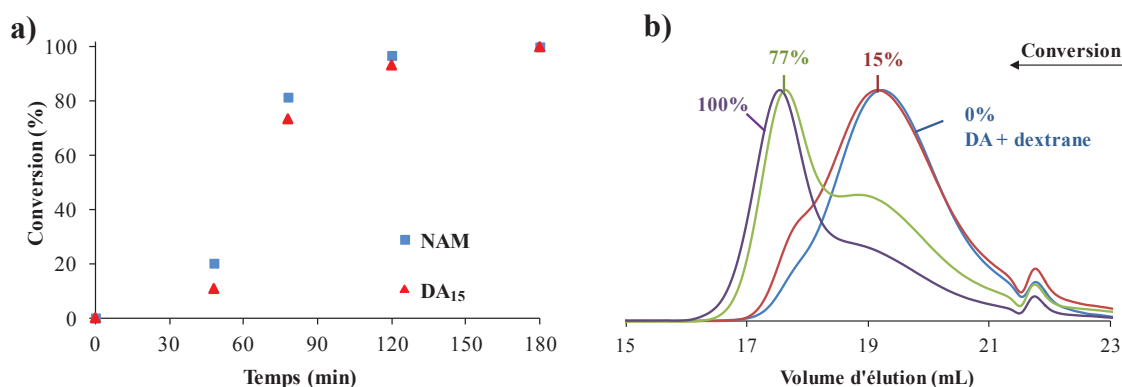 a)
100
80
60
40
20
0
Conversion (%)
NAM
DA15
0 30 60 90 120 150 180
Temps (min)
b)
77% 15% Conversion
100%
0%
DA + dextrane
15 17 19 21 23
Volume d'élution (mL)